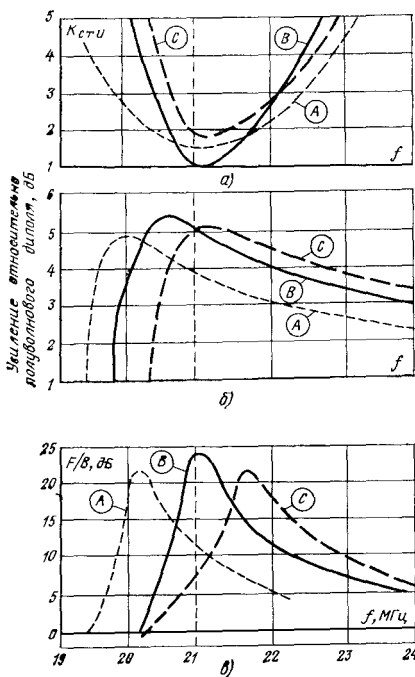 5
Kсти
C
B
4
3
A
2
1
f
а)
Усиление относительно
полуволнового диполя, дБ
6
5
4
C
B
3
A
2
1
f
б)
25
F/B, дБ
B
20
A
C
15
10
5
0
f, МГц
19 20 21 22 23 24
в)